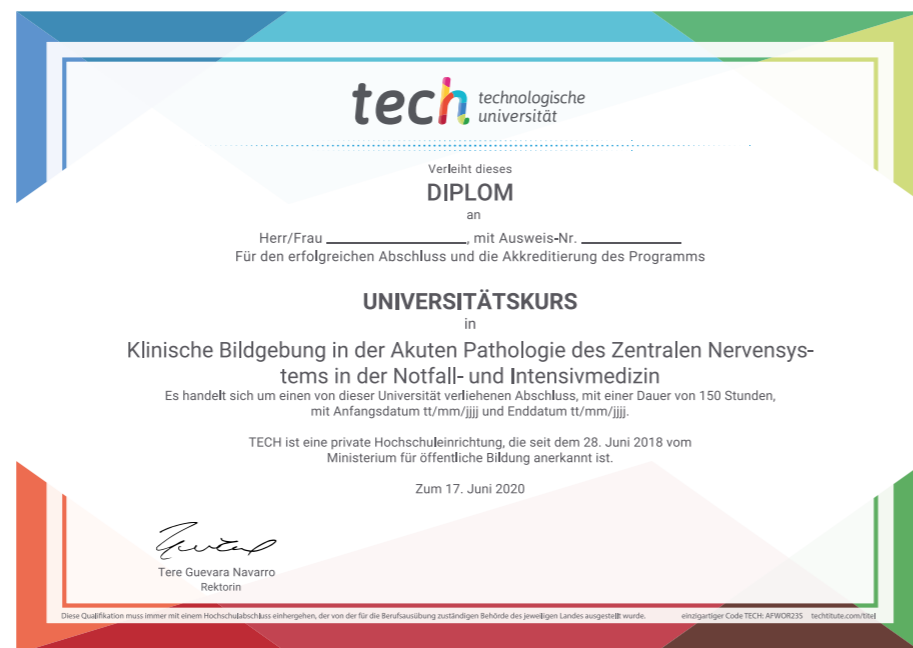 tech technologische
universität
Verleiht dieses
DIPLOM
an
Herr/Frau ____________________, mit Ausweis-Nr. ______________
Für den erfolgreichen Abschluss und die Akkreditierung des Programms
UNIVERSITÄTSKURS
in
Klinische Bildgebung in der Akuten Pathologie des Zentralen Nervensys-
tems in der Notfall- und Intensivmedizin
Es handelt sich um einen von dieser Universität verliehenen Abschluss, mit einer Dauer von 150 Stunden,
mit Anfangsdatum tt/mm/jjjj und Enddatum tt/mm/jjjj.
TECH ist eine private Hochschuleinrichtung, die seit dem 28. Juni 2018 vom
Ministerium für öffentliche Bildung anerkannt ist.
Zum 17. Juni 2020
Tere Guevara Navarro
Rektorin
Diese Qualifikation muss immer mit einem Hochschulabschluss einhergehen, der von der für die Berufsausübung zuständigen Behörde des jeweiligen Landes ausgestellt wurde. einzigartiger Code TECH: AFWOR235 techtitute.com/titel